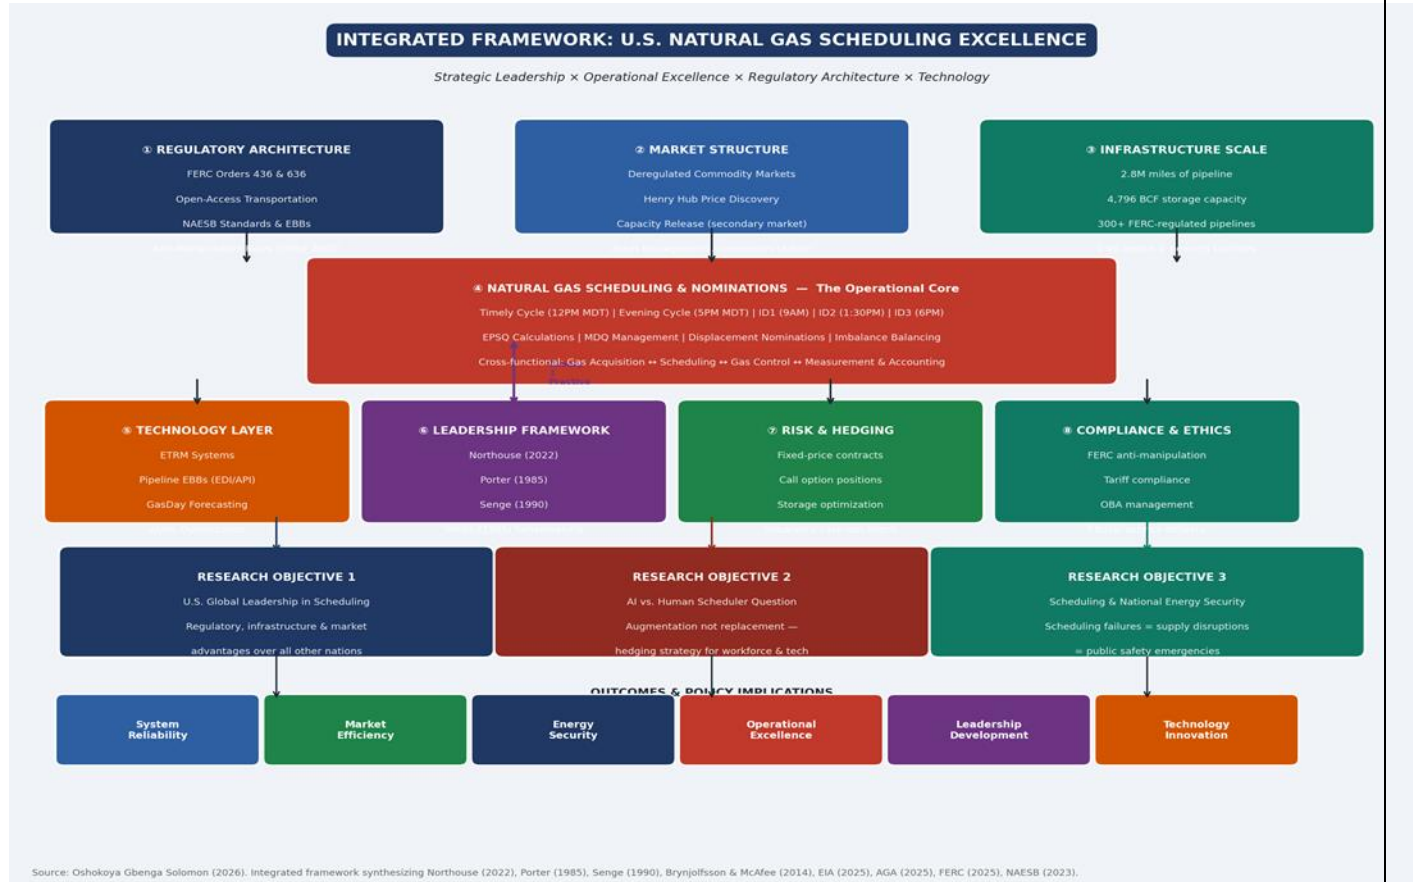 INTEGRATED FRAMEWORK: U.S. NATURAL GAS SCHEDULING EXCELLENCE
Strategic Leadership × Operational Excellence × Regulatory Architecture × Technology
① REGULATORY ARCHITECTURE
FERC Orders 436 & 636
Open-Access Transportation
NAESB Standards & EBBs
② MARKET STRUCTURE
Deregulated Commodity Markets
Henry Hub Price Discovery
Capacity Release (secondary market)
③ INFRASTRUCTURE SCALE
2.8M miles of pipeline
4,796 BCF storage capacity
300+ FERC-regulated pipelines
④ NATURAL GAS SCHEDULING & NOMINATIONS — The Operational Core
Timely Cycle (12PM MDT) | Evening Cycle (5PM MDT) | ID1 (9AM) | ID2 (1:30PM) | ID3 (6PM)
EPSQ Calculations | MDQ Management | Displacement Nominations | Imbalance Balancing
Cross-functional: Gas Acquisition ↔ Scheduling ↔ Gas Control ↔ Measurement & Accounting
⑤ TECHNOLOGY LAYER
ETRM Systems
Pipeline EBBs (EDI/API)
GasDay Forecasting
⑥ LEADERSHIP FRAMEWORK
Northouse (2022)
Porter (1985)
Senge (1990)
⑦ RISK & HEDGING
Fixed-price contracts
Call option positions
Storage optimization
⑧ COMPLIANCE & ETHICS
FERC anti-manipulation
Tariff compliance
OBA management
RESEARCH OBJECTIVE 1
U.S. Global Leadership in Scheduling
Regulatory, infrastructure & market
advantages over all other nations
RESEARCH OBJECTIVE 2
AI vs. Human Scheduler Question
Augmentation not replacement —
hedging strategy for workforce & tech
RESEARCH OBJECTIVE 3
Scheduling & National Energy Security
Scheduling failures = supply disruptions
= public safety emergencies
OUTCOMES & POLICY IMPLICATIONS
System
Reliability
Market
Efficiency
Energy
Security
Operational
Excellence
Leadership
Development
Technology
Innovation
Source: Oshokoya Gbenga Solomon (2026). Integrated framework synthesizing Northouse (2022), Porter (1985), Senge (1990), Brynjolfsson & McAfee (2014), EIA (2025), AGA (2025), FERC (2025), NAESB (2023).